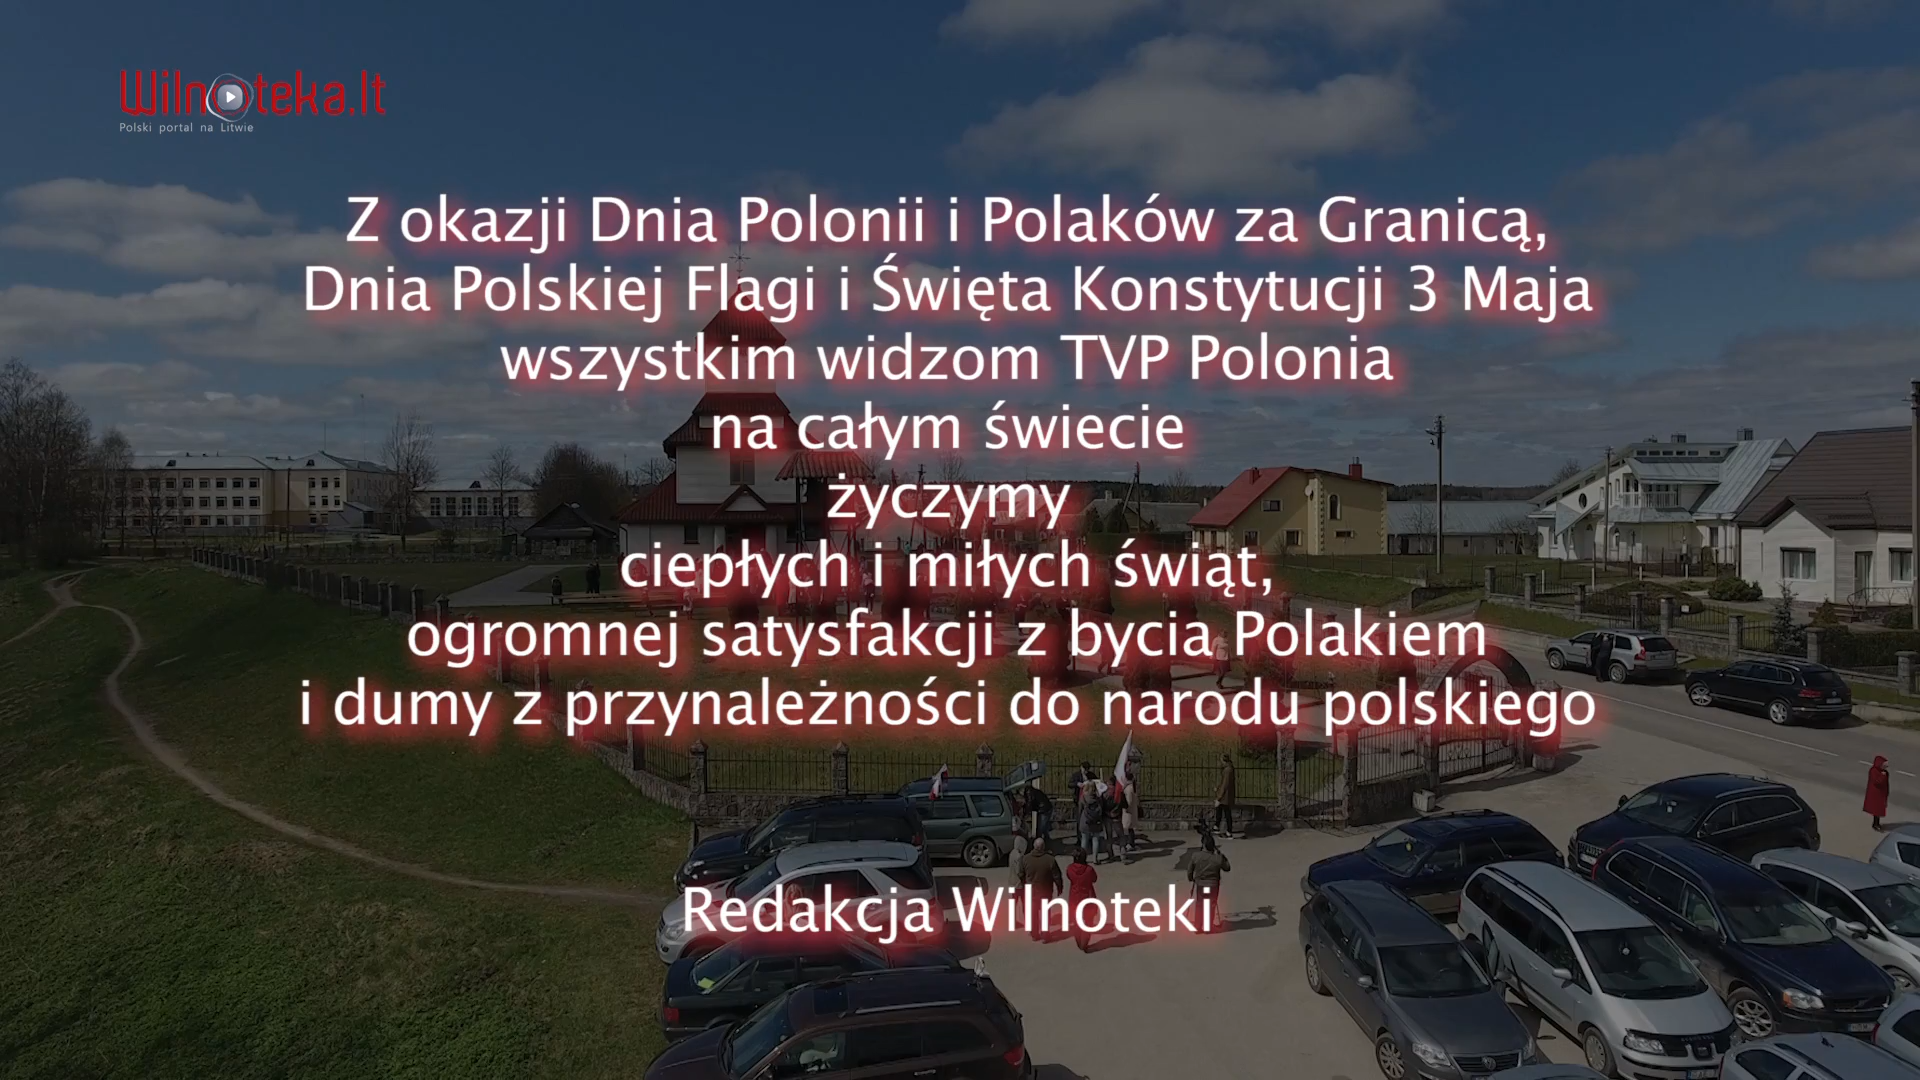 Wilnoteka.lt
Polski portal na Litwie
Z okazji Dnia Polonii i Polaków za Granicą,
Dnia Polskiej Flagi i Święta Konstytucji 3 Maja
wszystkim widzom TVP Polonia
na całym świecie
życzymy
ciepłych i miłych świąt,
ogromnej satysfakcji z bycia Polakiem
i dumy z przynależności do narodu polskiego
Redakcja Wilnoteki